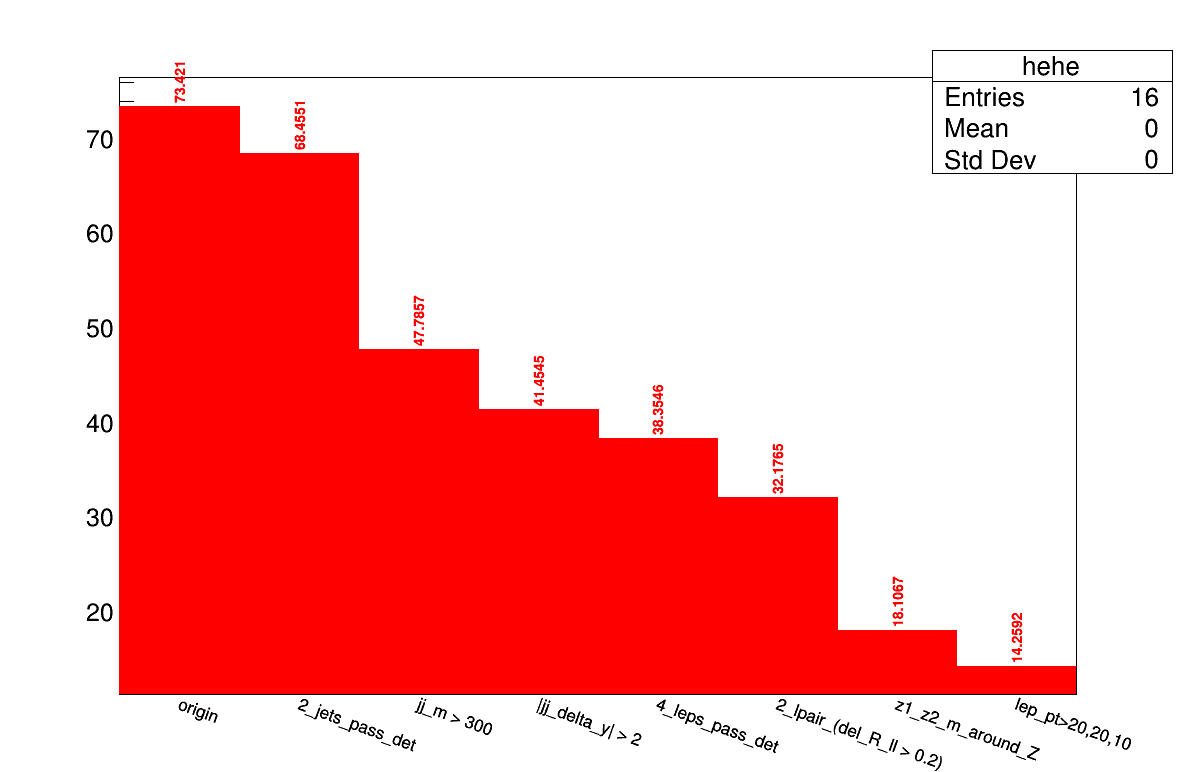 hehe
Entries 16
Mean 0
Std Dev 0
70
60
50
40
30
20
73.421
68.4551
47.7857
41.4545
38.3546
32.1765
18.1067
14.2592
origin
2_jets_pass_det
jj_m > 300
|jj_delta_y| > 2
4_leps_pass_det
2_lpair_(del_R_ll > 0.2)
z1_z2_m_around_Z
lep_pt>20,20,10